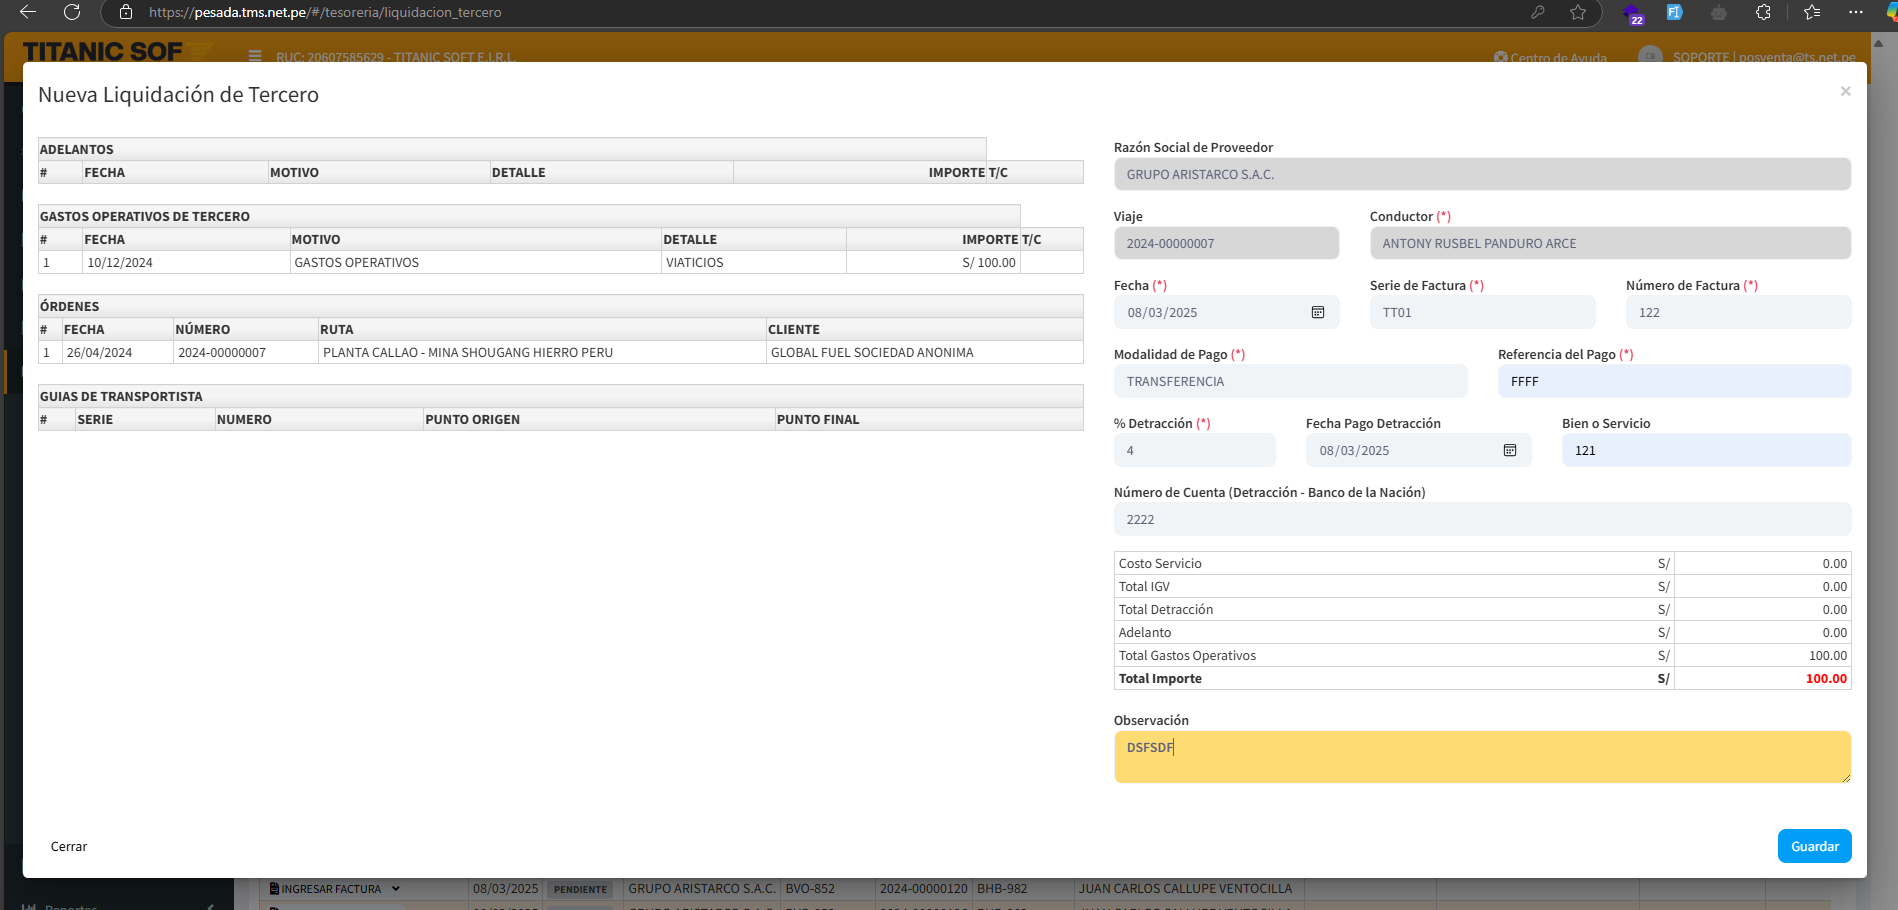 https://pesada.tms.net.pe/#/tesoreria/liquidacion_tercero
22
TITANIC SOF
RUC: 20607585629 - TITANIC SOFT E.I.R.L.
Centro de Ayuda
SOPORTE | posventa@ts.net.pe
Nueva Liquidación de Tercero
×
ADELANTOS
# FECHA MOTIVO DETALLE IMPORTE T/C
GASTOS OPERATIVOS DE TERCERO
# FECHA MOTIVO DETALLE IMPORTE T/C
1 10/12/2024 GASTOS OPERATIVOS VIATICIOS S/ 100.00
ÓRDENES
# FECHA NÚMERO RUTA CLIENTE
1 26/04/2024 2024-00000007 PLANTA CALLAO - MINA SHOUGANG HIERRO PERU GLOBAL FUEL SOCIEDAD ANONIMA
GUIAS DE TRANSPORTISTA
# SERIE NUMERO PUNTO ORIGEN PUNTO FINAL
Razón Social de Proveedor
GRUPO ARISTARCO S.A.C.
Viaje Conductor (*)
2024-00000007 ANTONY RUSBEL PANDURO ARCE
Fecha (*) Serie de Factura (*) Número de Factura (*)
08/03/2025 TT01 122
Modalidad de Pago (*) Referencia del Pago (*)
TRANSFERENCIA FFFF
% Detracción (*) Fecha Pago Detracción Bien o Servicio
4 08/03/2025 121
Número de Cuenta (Detracción - Banco de la Nación)
2222
Costo Servicio S/ 0.00
Total IGV S/ 0.00
Total Detracción S/ 0.00
Adelanto S/ 0.00
Total Gastos Operativos S/ 100.00
Total Importe S/ 100.00
Observación
DSFSDF
Cerrar
Guardar
INGRESAR FACTURA 08/03/2025 PENDIENTE GRUPO ARISTARCO S.A.C. BVO-852 2024-00000120 BHB-982 JUAN CARLOS CALLUPE VENTOCILLA
Reportes